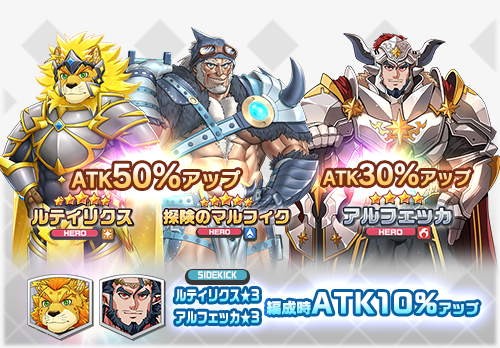 ATK50%アップ
ATK30%アップ
ルティリクス
探険のマルフィク
アルフェッカ
HERO
HERO
HERO
SIDEKICK
ルティリクス★3
アルフェッカ★3
編成時ATK10%アップ